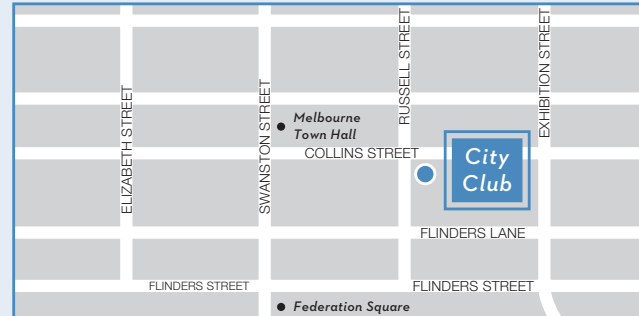 RUSSELL STREET
EXHIBITION STREET
ELIZABETH STREET
SWANSTON STREET
Melbourne
Town Hall
COLLINS STREET
City
Club
FLINDERS LANE
FLINDERS STREET
FLINDERS STREET
Federation Square